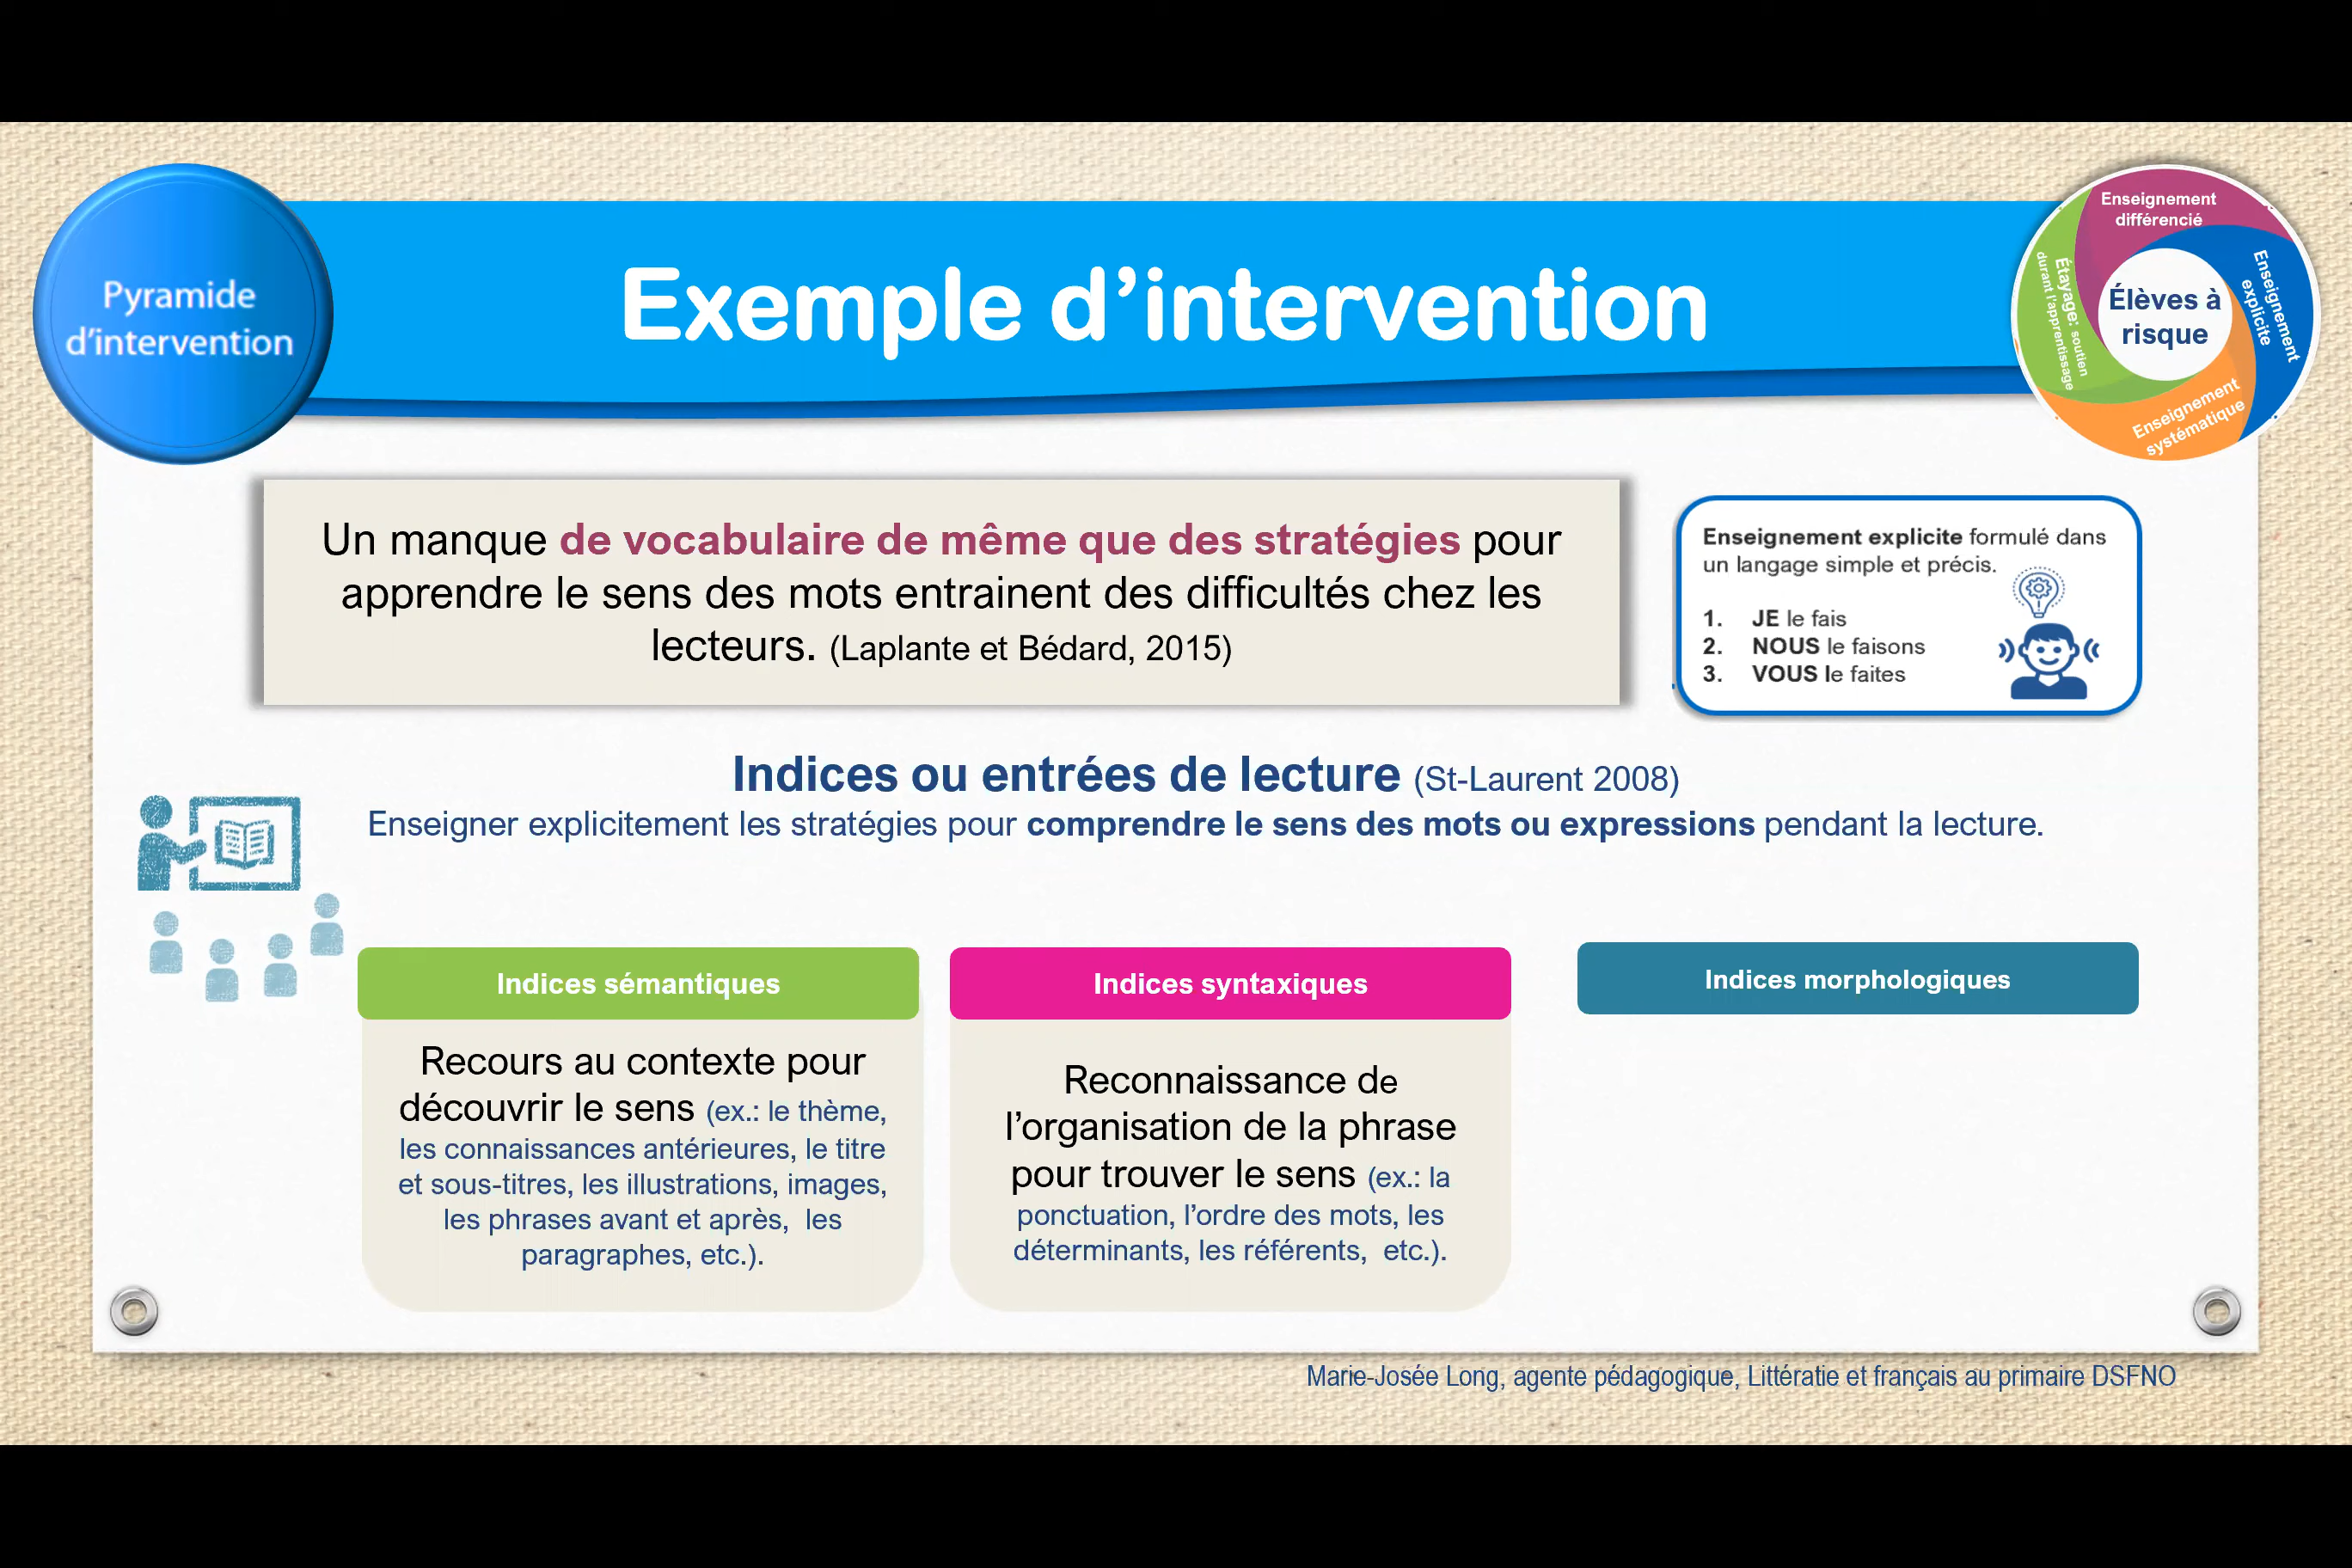 Pyramide
d'intervention
Exemple d'intervention
Enseignement
différencié
Enseignement
explicite
Enseignement
systématique
Étayage: soutien
durant l'apprentissage
Élèves à
risque
Un manque de vocabulaire de même que des stratégies pour
apprendre le sens des mots entrainent des difficultés chez les
lecteurs. (Laplante et Bédard, 2015)
Enseignement explicite formulé dans
un langage simple et précis.
1. JE le fais
2. NOUS le faisons
3. VOUS le faites
Indices ou entrées de lecture (St-Laurent 2008)
Enseigner explicitement les stratégies pour comprendre le sens des mots ou expressions pendant la lecture.
Indices sémantiques
Recours au contexte pour
découvrir le sens (ex.: le thème,
les connaissances antérieures, le titre
et sous-titres, les illustrations, images,
les phrases avant et après, les
paragraphes, etc.).
Indices syntaxiques
Reconnaissance de
l'organisation de la phrase
pour trouver le sens (ex.: la
ponctuation, l'ordre des mots, les
déterminants, les référents, etc.).
Indices morphologiques
Marie-Josée Long, agente pédagogique, Littératie et français au primaire DSFNO